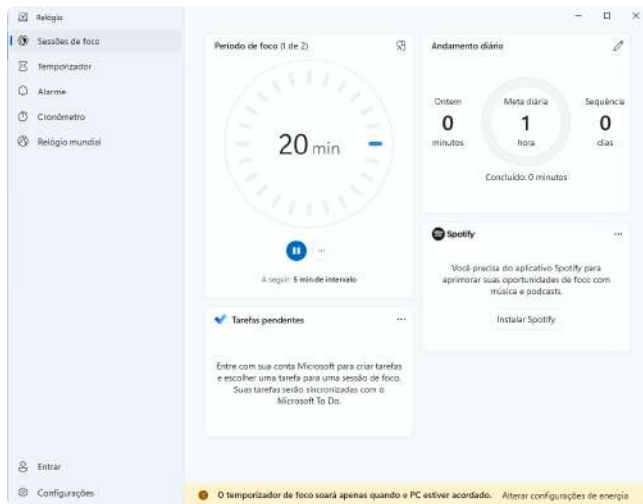 Relógio
Sessões de foco
Temporizador
Alarme
Cronômetro
Relógio mundial
Entrar
Configurações
Período de foco (1 de 2)
20 min
A seguir: 5 min de intervalo
Tarefas pendentes
Entre com sua conta Microsoft para criar tarefas
e escolher uma tarefa para uma sessão de foco.
Suas tarefas serão sincronizadas com o
Microsoft To Do.
Andamento diário
Ontem
0
minutos
Meta diária
1
hora
Sequência
0
dias
Concluído: 0 minutos
Spotify
Você precisa do aplicativo Spotify para
aprimorar suas oportunidades de foco com
música e podcasts.
Instalar Spotify
O temporizador de foco soará apenas quando o PC estiver acordado. Alterar configurações de energia